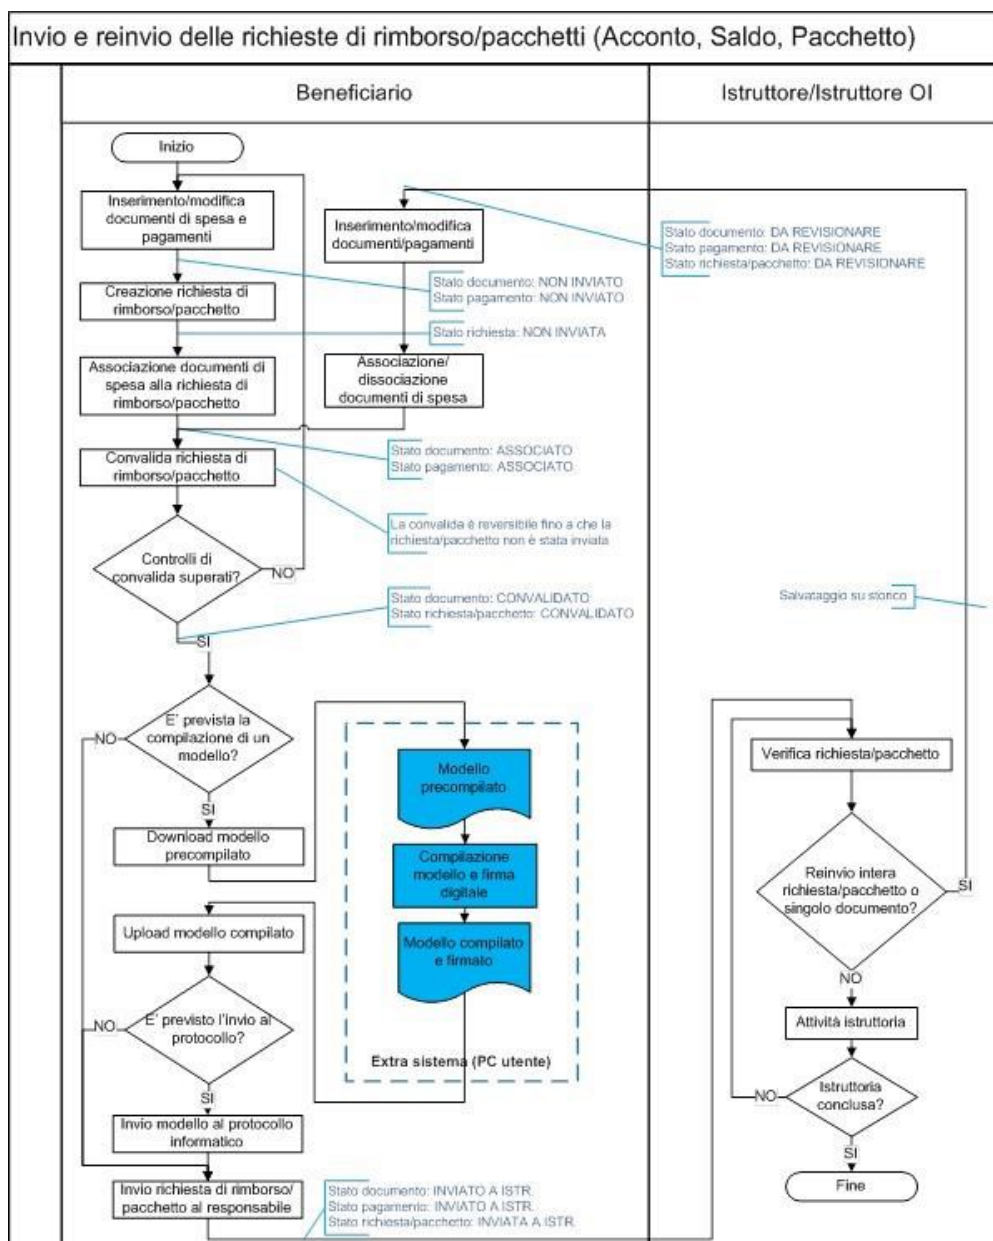 Invio e reinvio delle richieste di rimborso/pacchetti (Acconto, Saldo, Pacchetto)
Beneficiario
Istruttore/Istruttore OI
Inizio
Inserimento/modifica
documenti di spesa e
pagamenti
Inserimento/modifica
documenti/pagamenti
Stato documento: DA REVISIONARE
Stato pagamento: DA REVISIONARE
Stato richiesta/pacchetto: DA REVISIONARE
Stato documento: NON INVIATO
Stato pagamento: NON INVIATO
Creazione richiesta di
rimborso/pacchetto
Stato richiesta: NON INVIATA
Associazione documenti di
spesa alla richiesta di
rimborso/pacchetto
Associazione/
dissociazione
documenti di spesa
Stato documento: ASSOCIATO
Stato pagamento: ASSOCIATO
Convalida richiesta di
rimborso/pacchetto
La convalida è reversibile fino a che la
richiesta/pacchetto non è stata inviata
Controlli di
convalida superati?
NO
Stato documento: CONVALIDATO
Stato richiesta/pacchetto: CONVALIDATO
Salvataggio su storico
SI
E' prevista la
compilazione di un
modello?
NO
SI
Download modello
precompilato
Modello
precompilato
Compilazione
modello e firma
digitale
Modello compilato
e firmato
Extra sistema (PC utente)
Upload modello compilato
E' previsto l'invio al
protocollo?
NO
SI
Invio modello al protocollo
informatico
Invio richiesta di rimborso/
pacchetto al responsabile
Stato documento: INVIATO A ISTR.
Stato pagamento: INVIATO A ISTR.
Stato richiesta/pacchetto: INVIATA A ISTR.
Verifica richiesta/pacchetto
Reinvio intera
richiesta/pacchetto o
singolo documento?
SI
NO
Attività istruttoria
Istruttoria
conclusa?
NO
SI
Fine